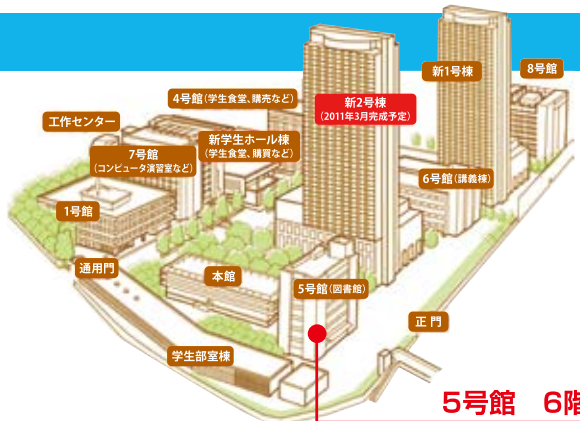 新1号棟
8号館
4号館(学生食堂、購売など)
新2号棟
(2011年3月完成予定)
工作センター
新学生ホール棟
(学生食堂、購買など)
7号館
(コンピュータ演習室など)
6号館(講義棟)
1号館
通用門
本館
5号館(図書館)
正門
学生部室棟
5号館 6階